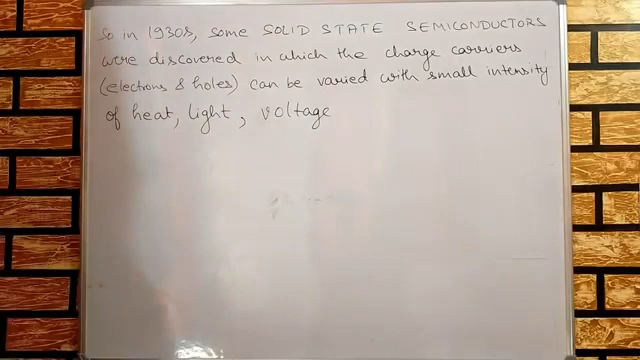 So in 1930s, some SOLID STATE SEMICONDUCTORS
were discovered in which the charge carriers
(electrons & holes) can be varied with small intensity
of heat, light, voltage